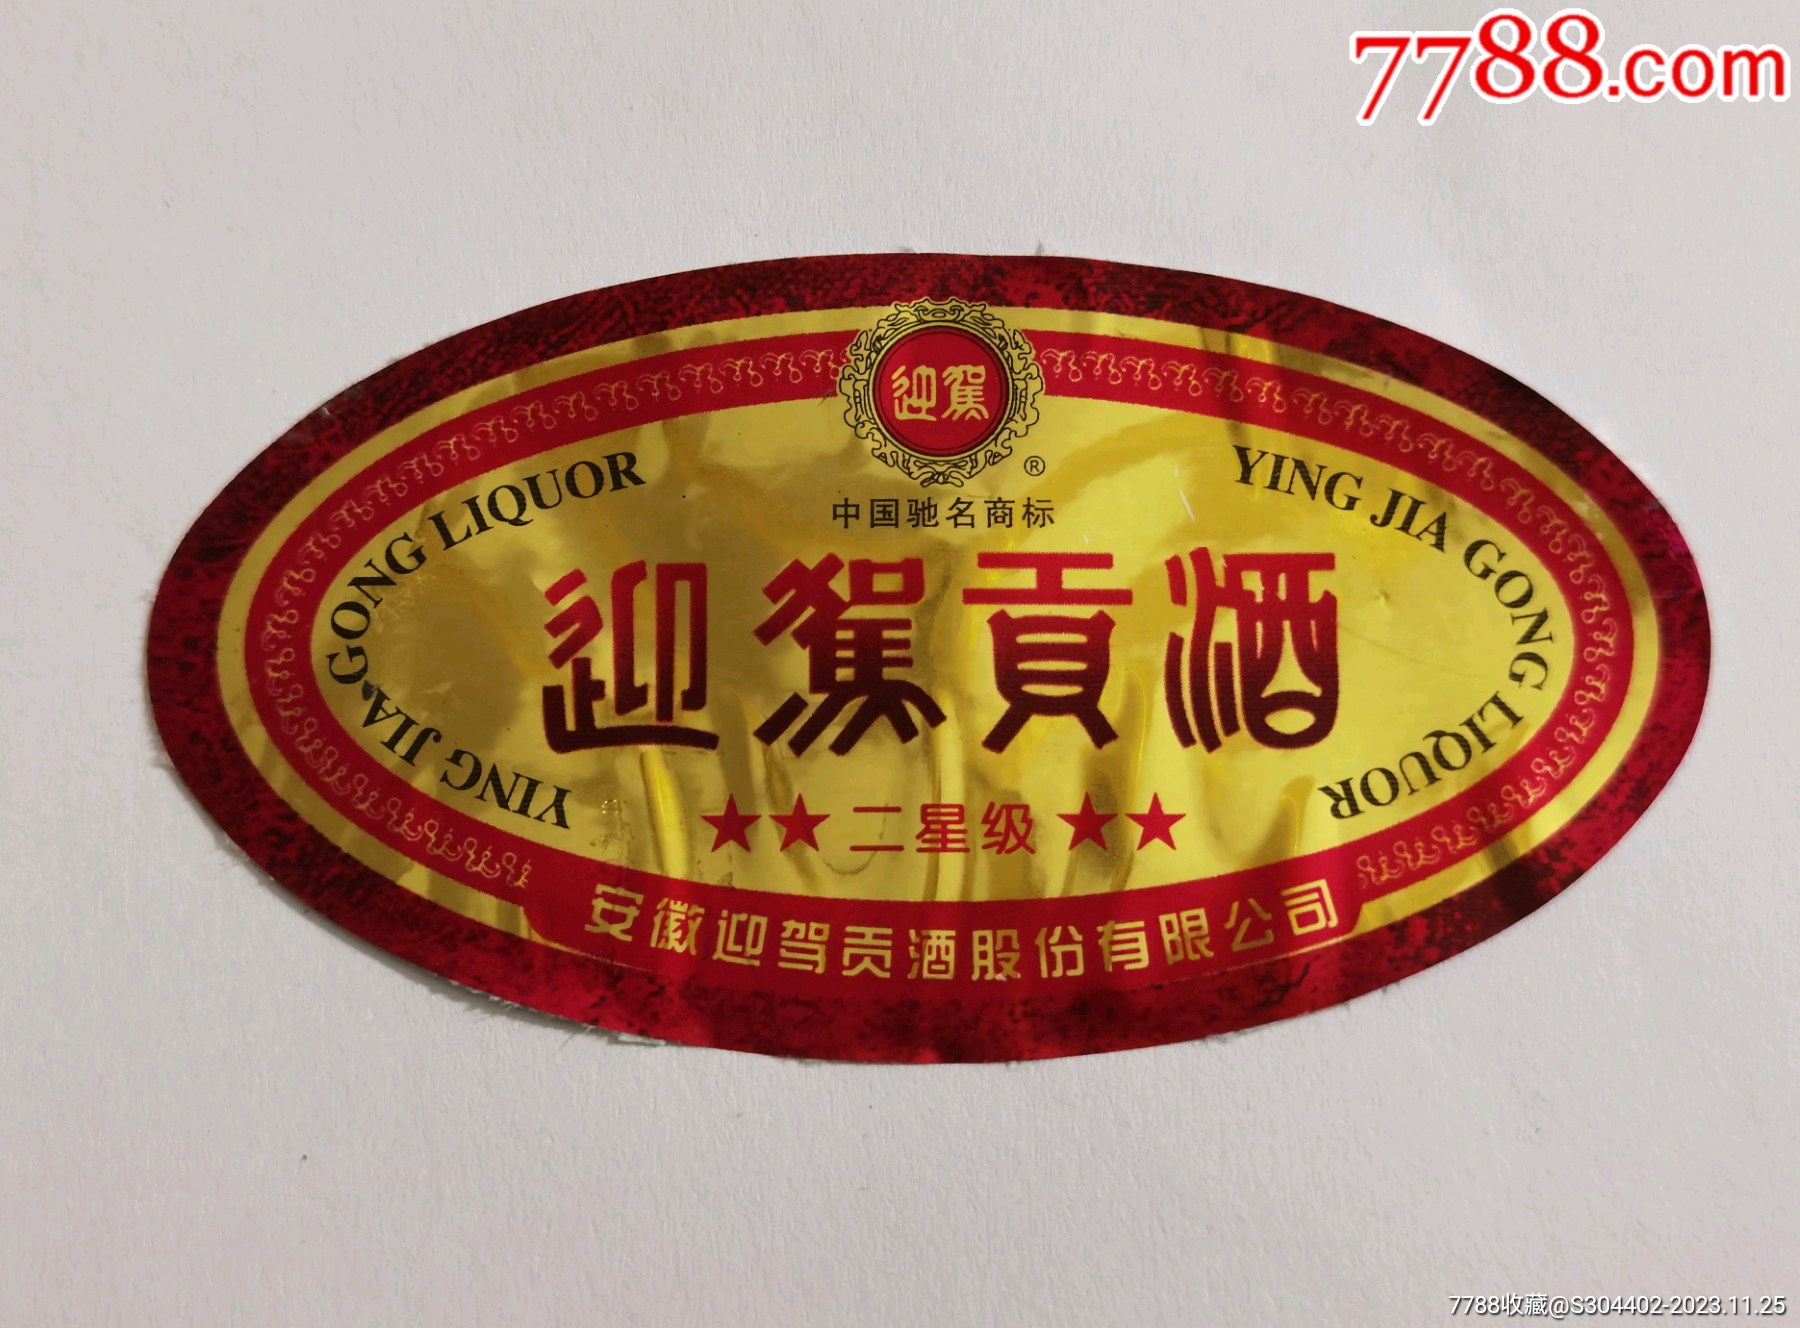 7788.com
迎駕
®
中国驰名商标
YING JIA GONG LIQUOR
YING JIA GONG LIQUOR
迎駕貢酒
★★二星级★★
安徽迎驾贡酒股份有限公司
7788收藏@S304402-2023.11.25